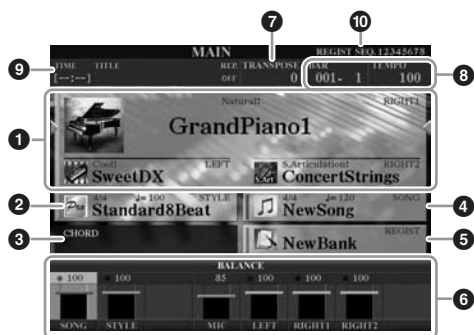 7 10
MAIN REGIST SEQ.12345678
9 TIME TITLE REP. TRANSPOSE BAR TEMPO 8
[--:--] OFF 0 001- 1 100
1 Natural! RIGHT1
GrandPiano1
Cool! LEFT S.Articulation! RIGHT2
SweetDX ConcertStrings
2 4/4 ♩= 100 STYLE 4/4 ♩= 120 SONG 4
Pro Standard8Beat NewSong
3 CHORD REGIST 5
NewBank
BALANCE
100 100 85 100 100 100 6
SONG STYLE MIC LEFT RIGHT1 RIGHT2